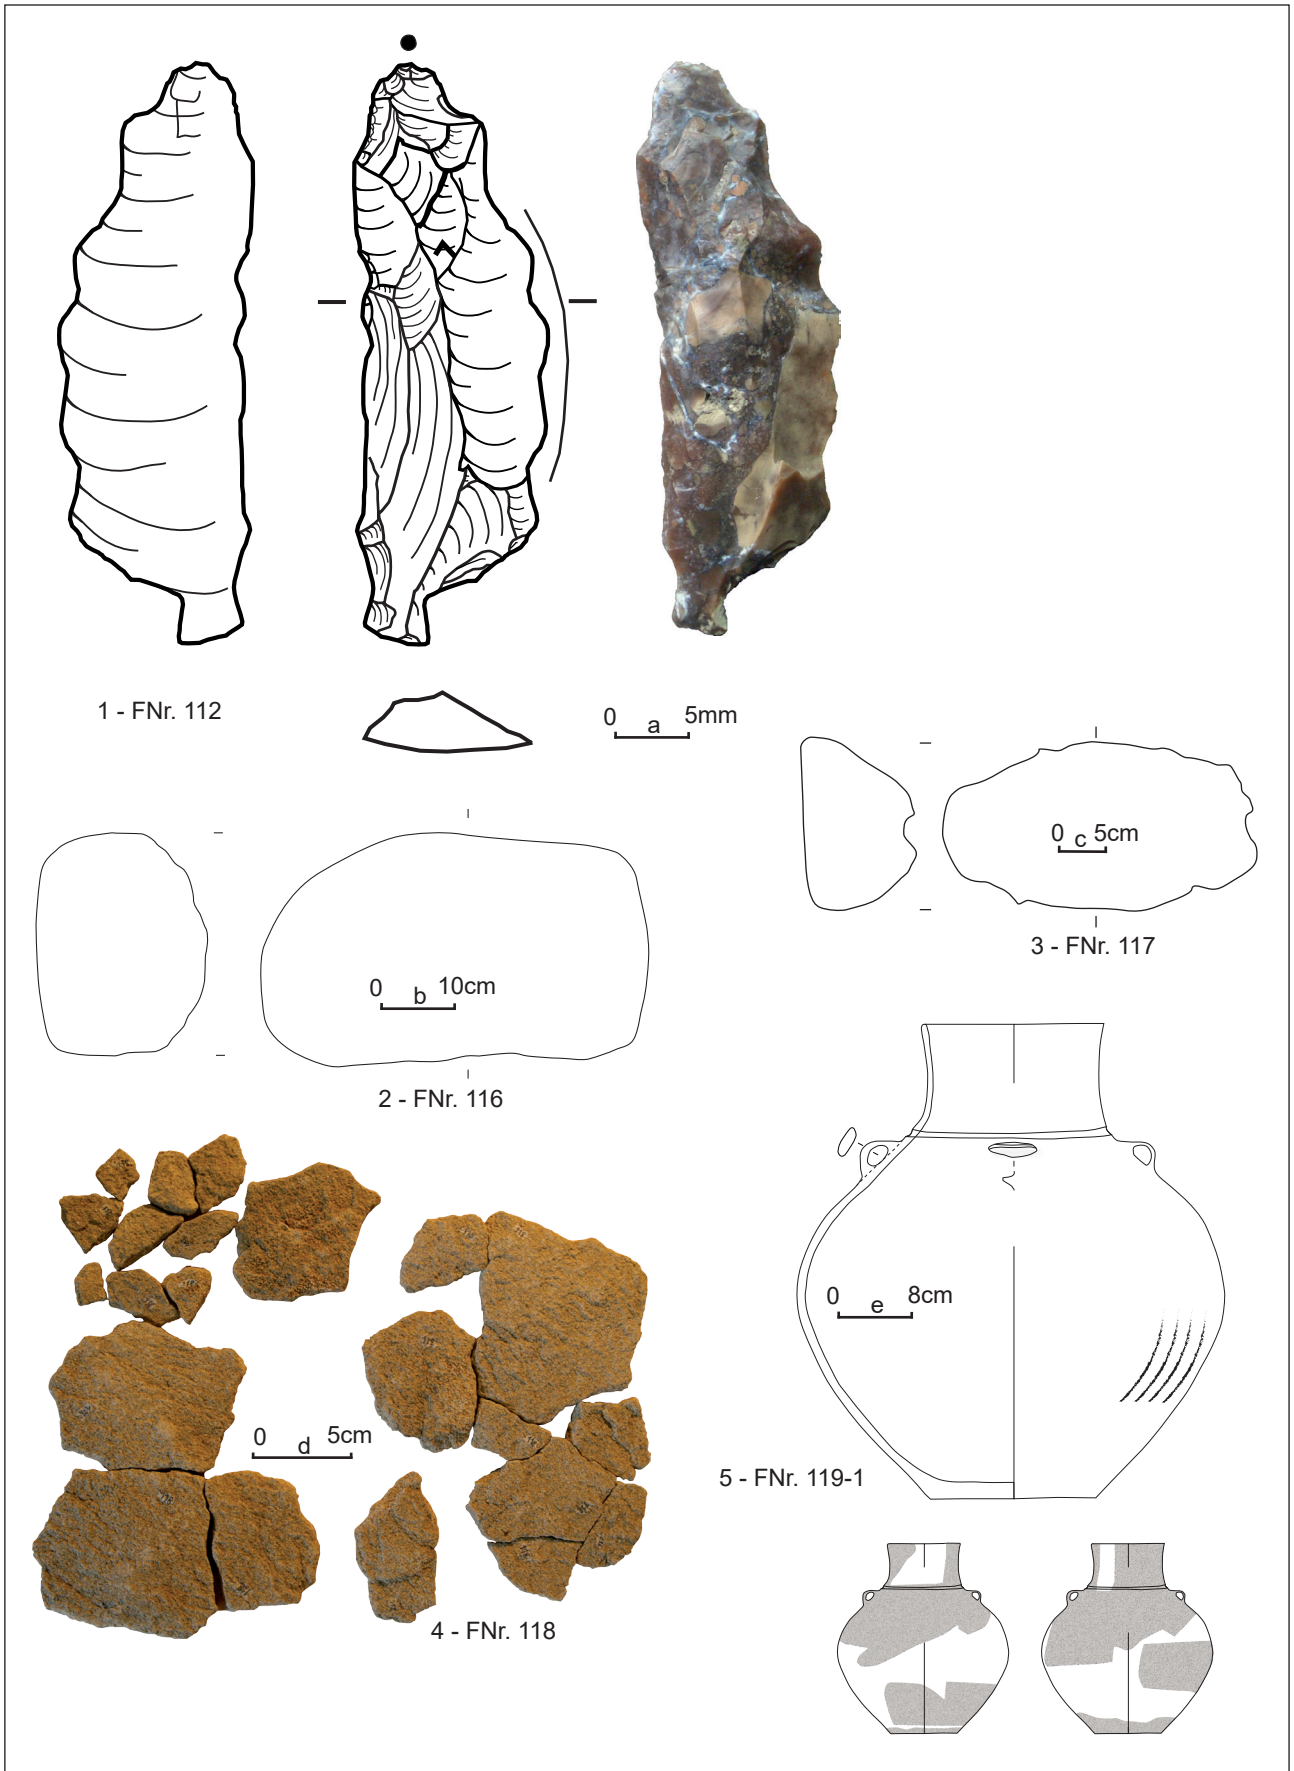 1 - FNr. 112
0 a 5mm
0 c 5cm
3 - FNr. 117
0 b 10cm
2 - FNr. 116
0 e 8cm
0 d 5cm
5 - FNr. 119-1
4 - FNr. 118